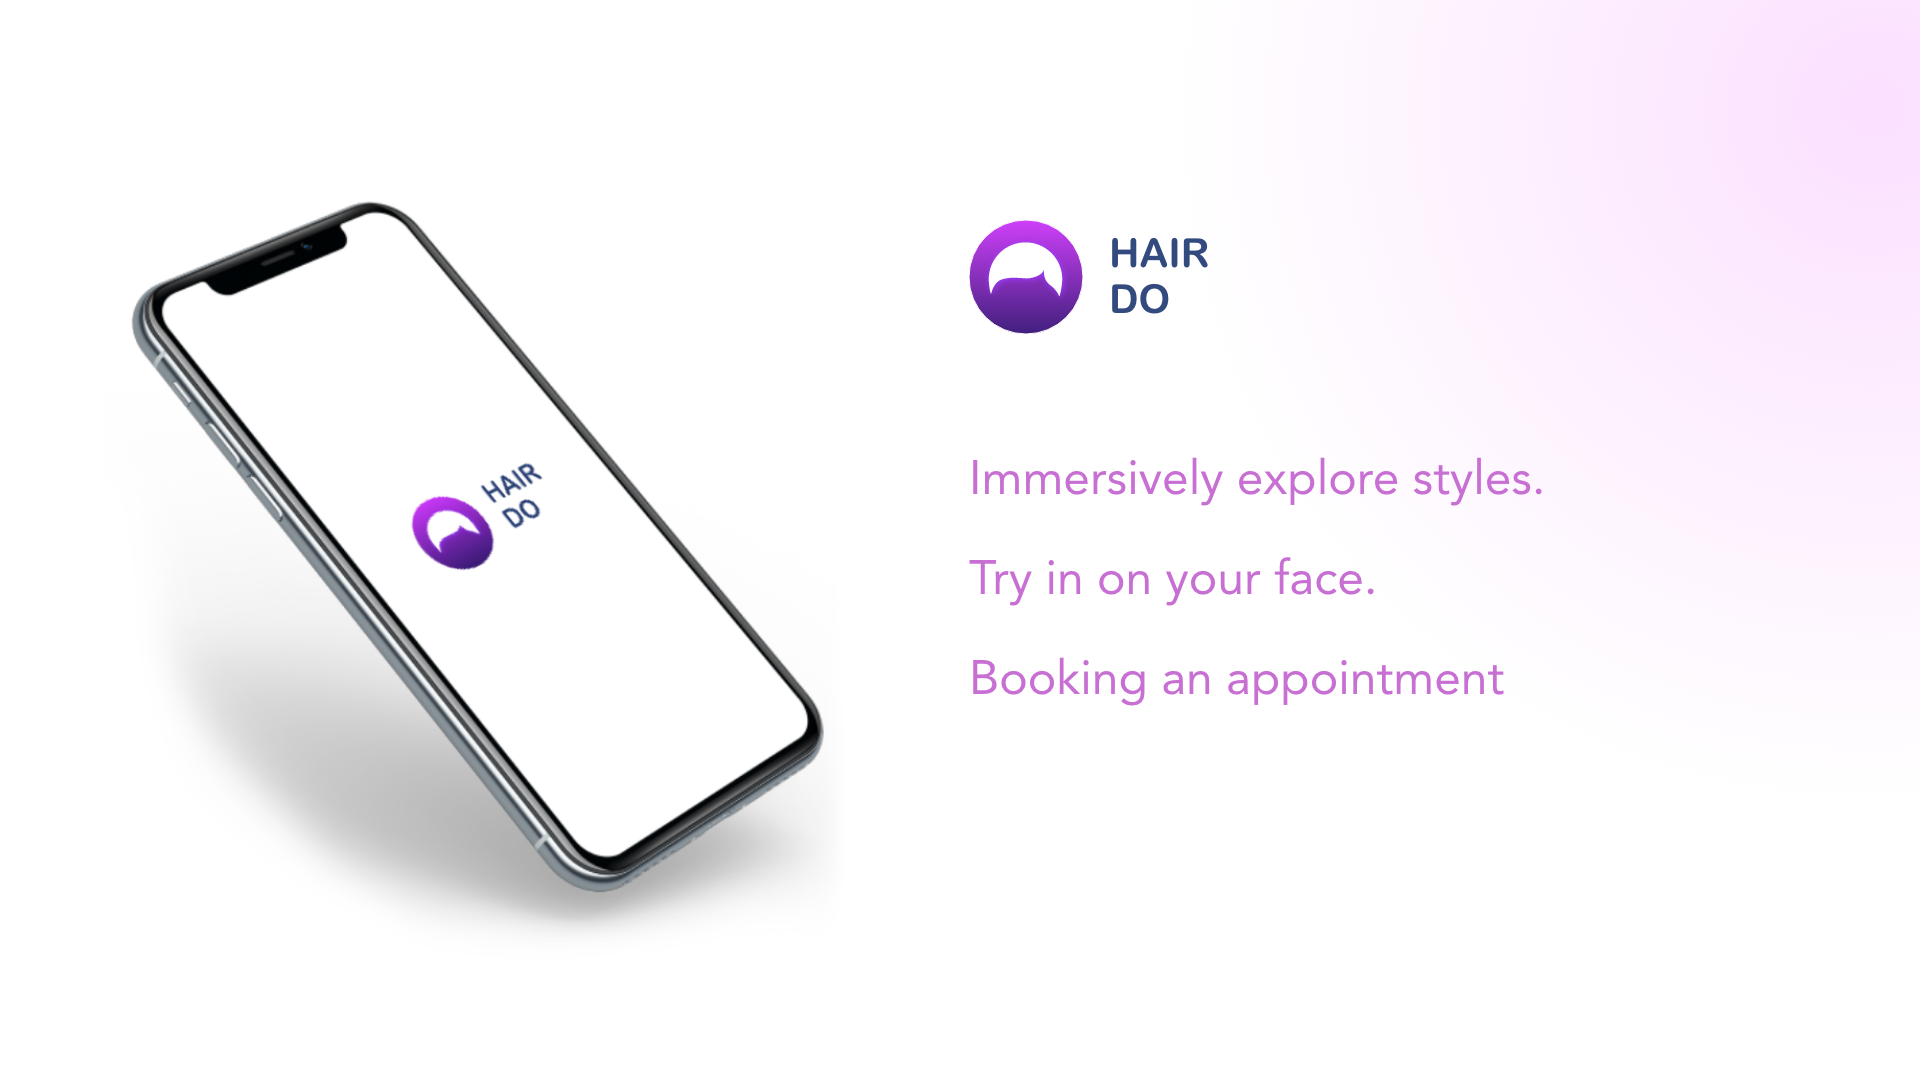 HAIR
DO
HAIR
DO
Immersively explore styles.
Try in on your face.
Booking an appointment